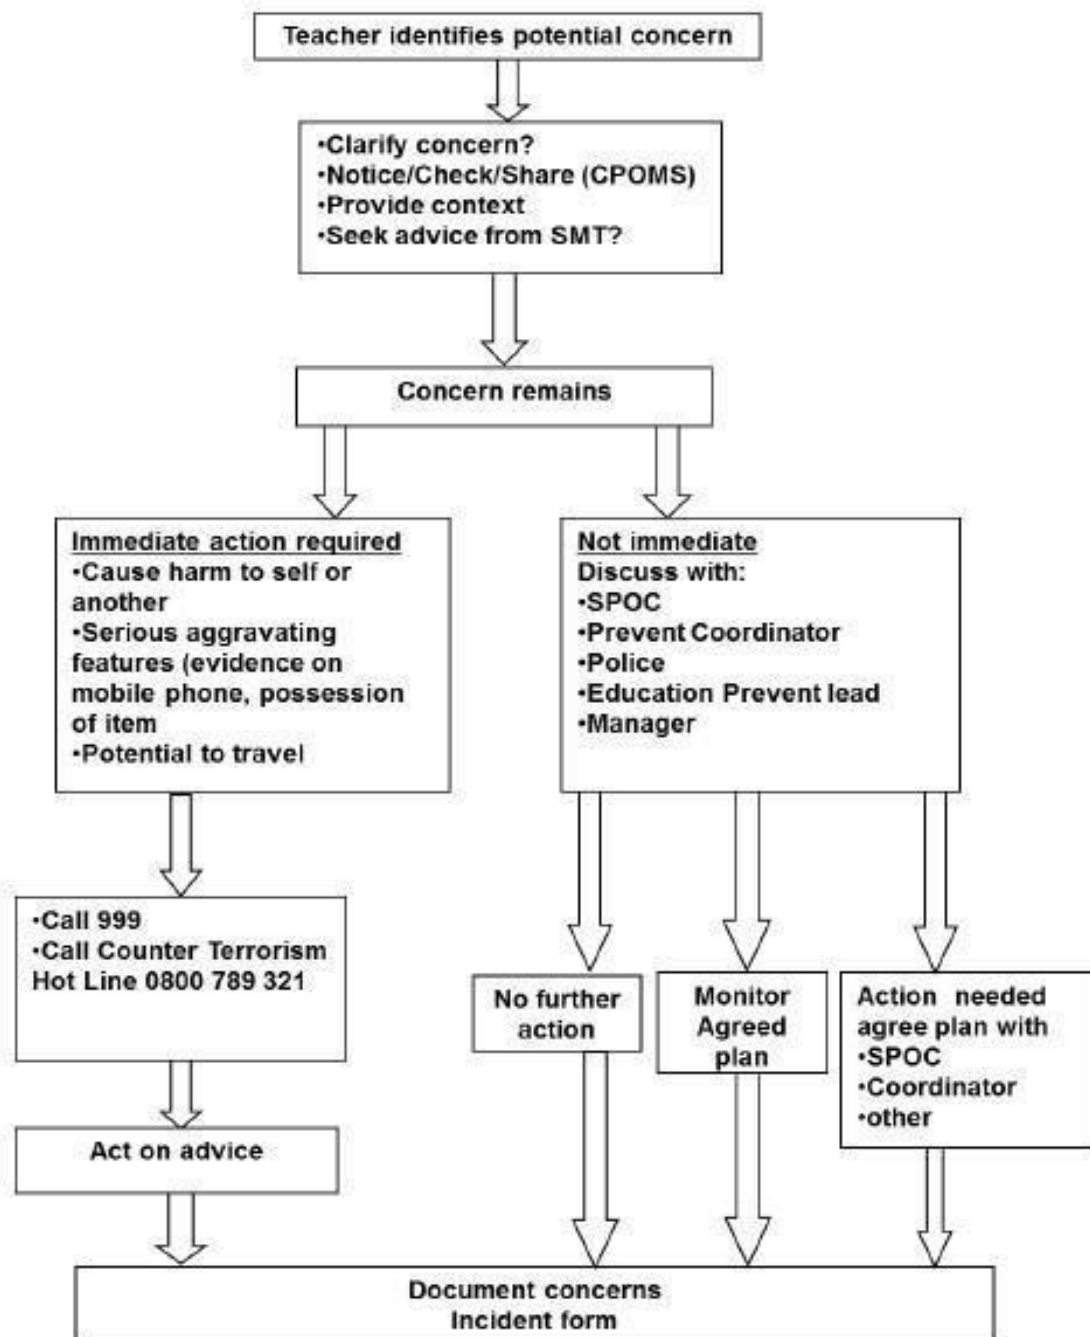 Teacher identifies potential concern
•Clarify concern?
•Notice/Check/Share (CPOMS)
•Provide context
•Seek advice from SMT?
Concern remains
Immediate action required
•Cause harm to self or
another
•Serious aggravating
features (evidence on
mobile phone, possession
of item
•Potential to travel
Not immediate
Discuss with:
•SPOC
•Prevent Coordinator
•Police
•Education Prevent lead
•Manager
•Call 999
•Call Counter Terrorism
Hot Line 0800 789 321
No further
action
Monitor
Agreed
plan
Action needed
agree plan with
•SPOC
•Coordinator
•other
Act on advice
Document concerns
Incident form